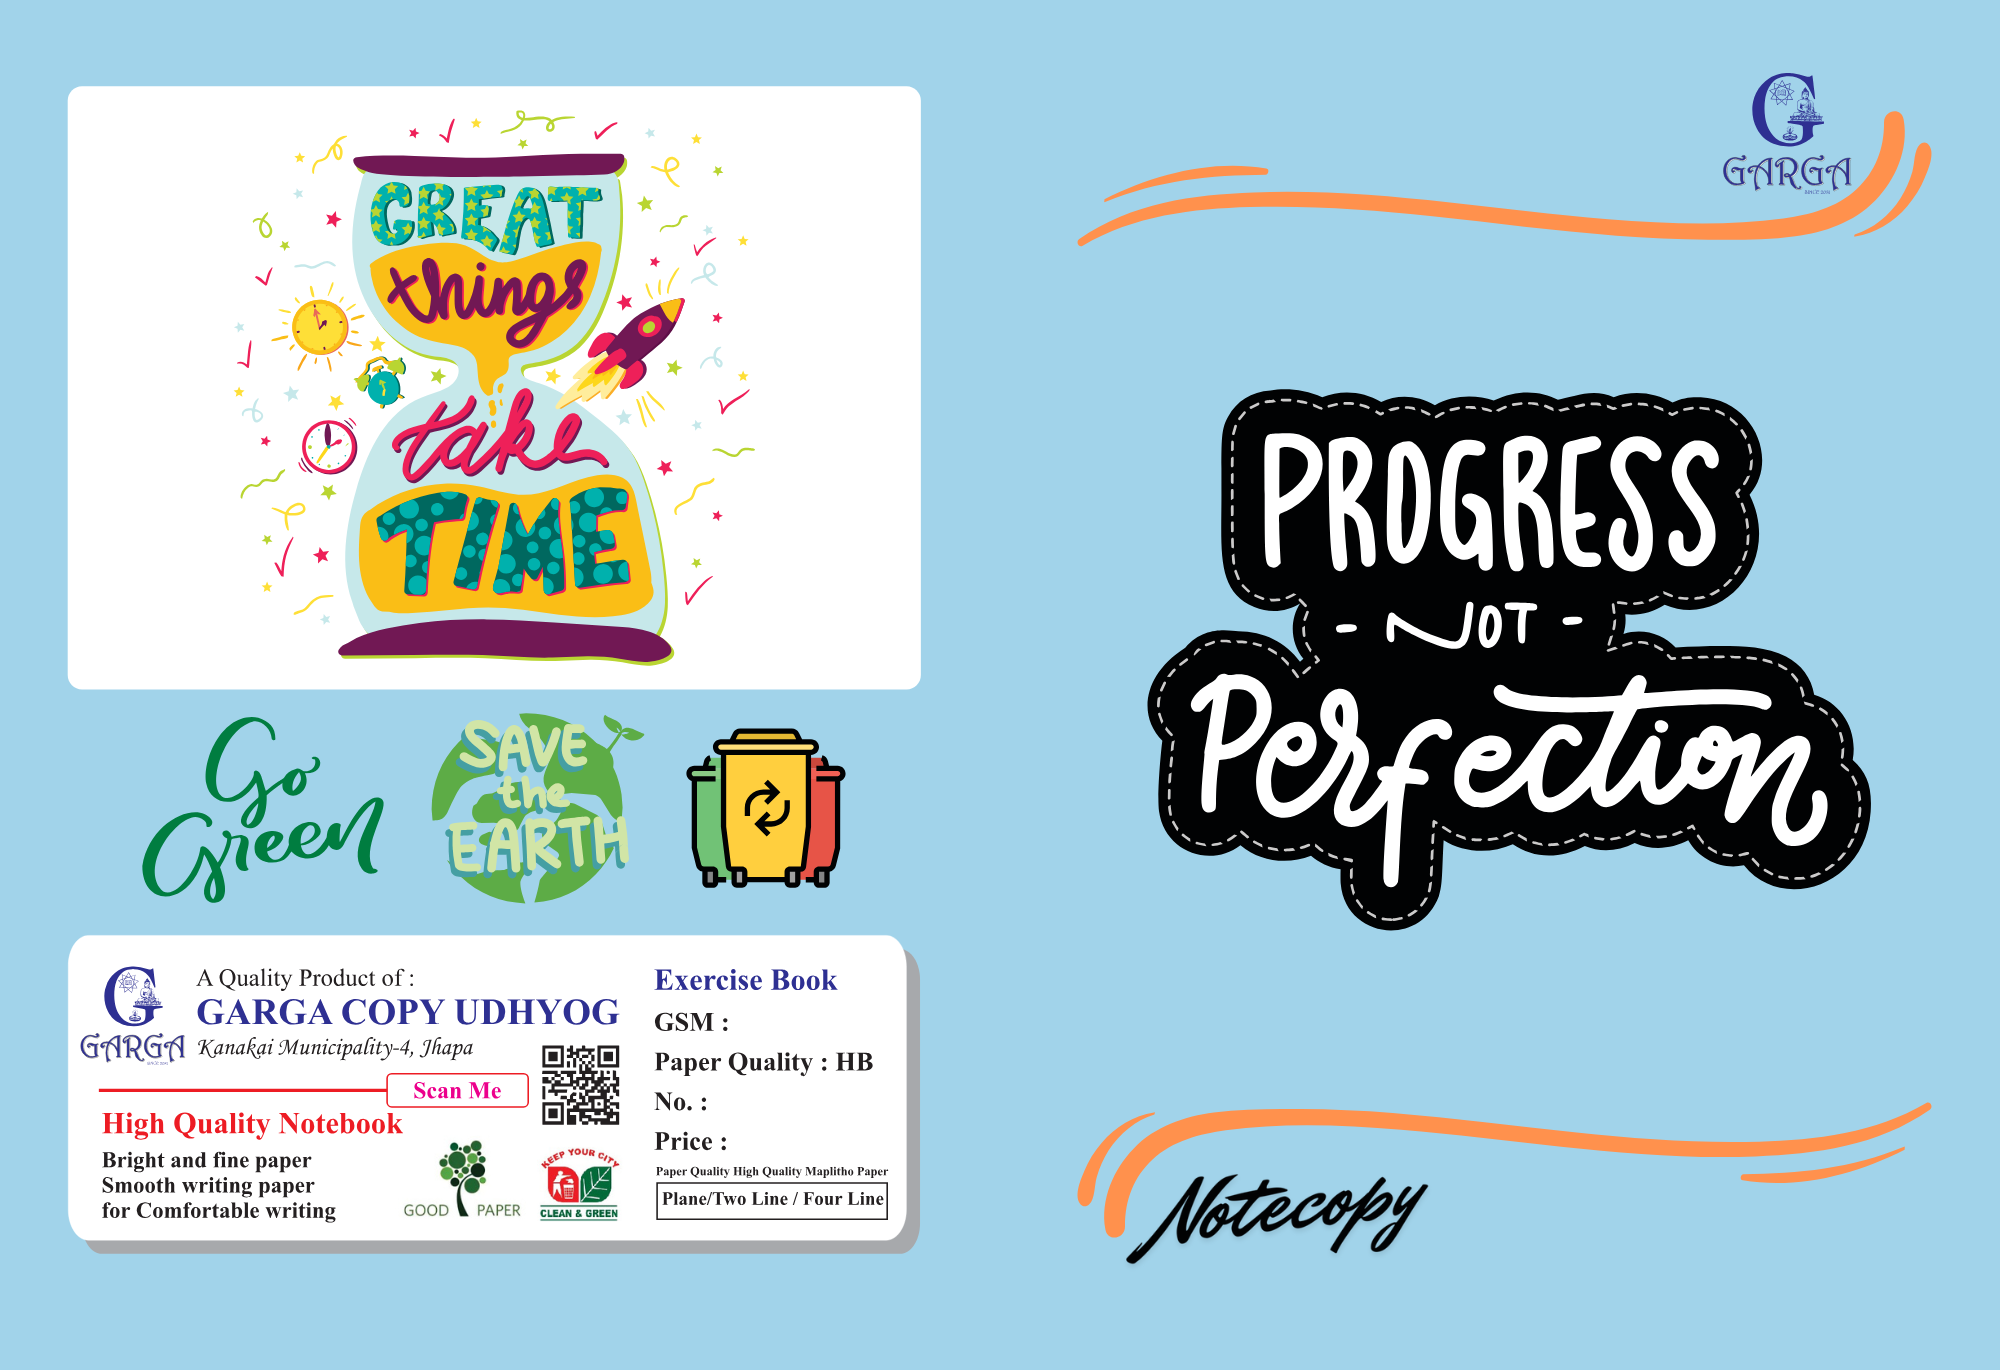 GREAT
things
take
TIME
Go
Green
SAVE
the
EARTH
GARGA
A Quality Product of :
GARGA COPY UDHYOG
Kanakai Municipality-4, Jhapa
Scan Me
High Quality Notebook
Bright and fine paper
Smooth writing paper
for Comfortable writing
GOOD PAPER
KEEP YOUR CITY
CLEAN & GREEN
Exercise Book
GSM :
Paper Quality : HB
No. :
Price :
Paper Quality High Quality Maplitho Paper
Plane/Two Line / Four Line
G
GARGA
PROGRESS
- NOT -
Perfection
Notecopy